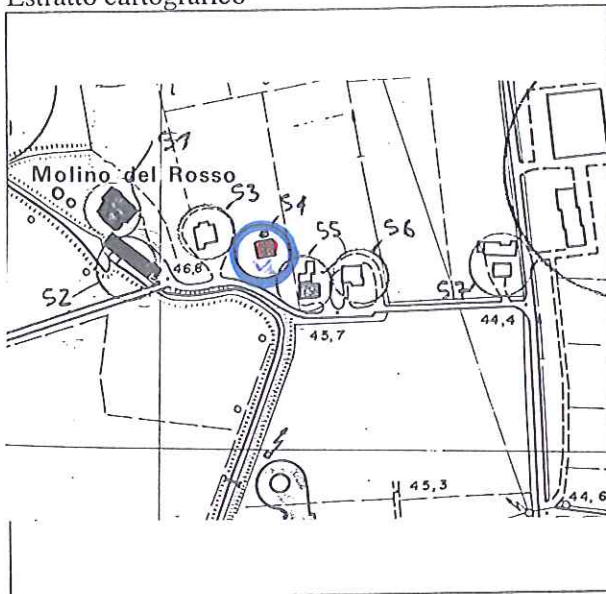 Estratto cartografico
S1
Molino del Rosso
S3
S4
S5
S6
S7
S2
46,8
45,7
44,4
45,3
44,6